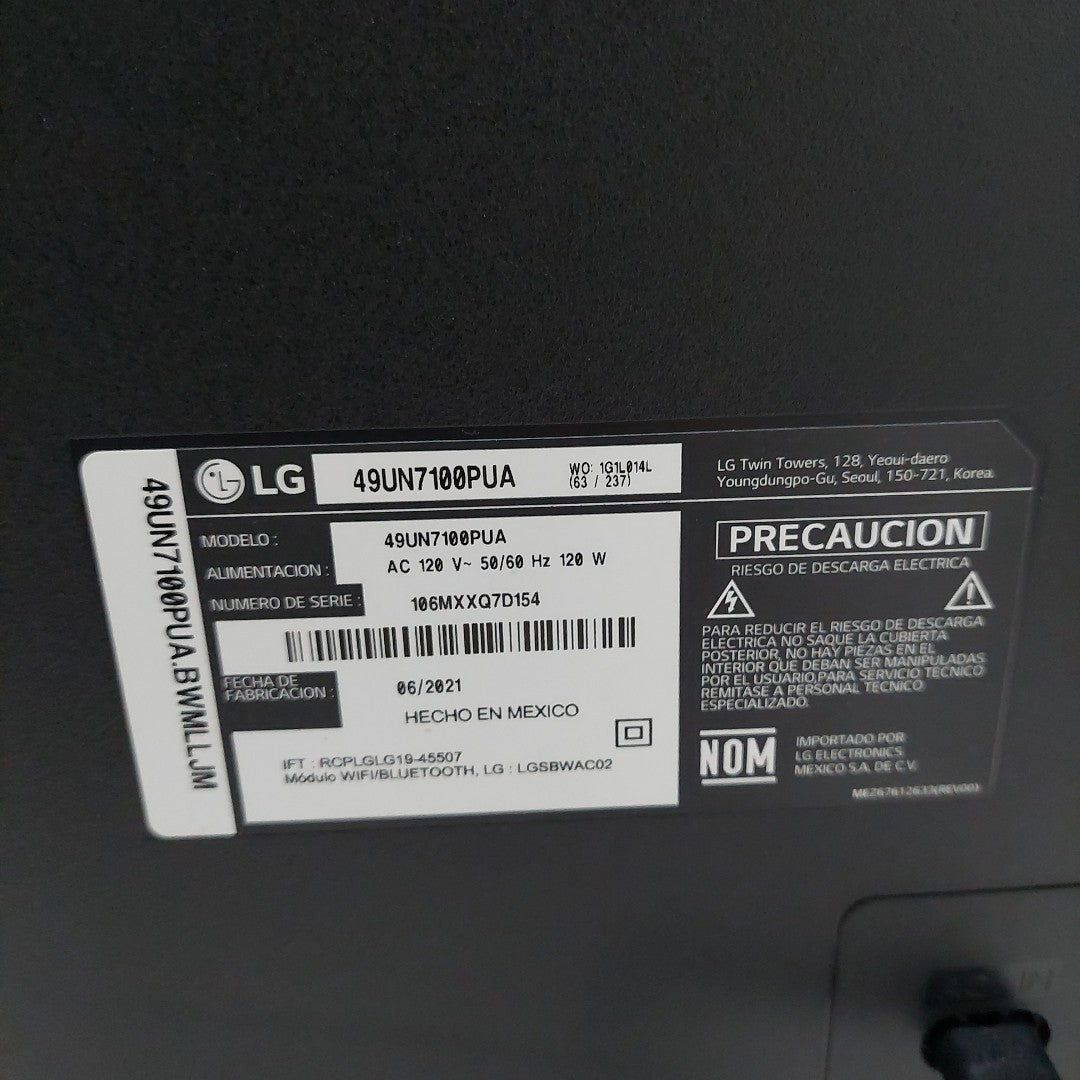 49UN7100PUA.BWMLLJM
LG
49UN7100PUA
WO: 1G1L014L
(63 / 237)
MODELO :
49UN7100PUA
ALIMENTACION :
AC 120 V~ 50/60 Hz 120 W
NUMERO DE SERIE :
106MXXQ7D154
FECHA DE
FABRICACION :
06/2021
HECHO EN MEXICO
IFT : RCPLGLG19-45507
Módulo WIFI/BLUETOOTH, LG : LGSBWAC02
LG Twin Towers, 128, Yeoui-daero
Youngdungpo-Gu, Seoul, 150-721, Korea.
PRECAUCION
RIESGO DE DESCARGA ELECTRICA
PARA REDUCIR EL RIESGO DE DESCARGA
ELECTRICA NO SAQUE LA CUBIERTA
POSTERIOR, NO HAY PIEZAS EN EL
INTERIOR QUE DEBAN SER MANIPULADAS
POR EL USUARIO,PARA SERVICIO TECNICO
REMITASE A PERSONAL TECNICO
ESPECIALIZADO.
NOM
IMPORTADO POR
LG ELECTRONICS
MEXICO S.A. DE C.V.
MEZ67612633(REV00)